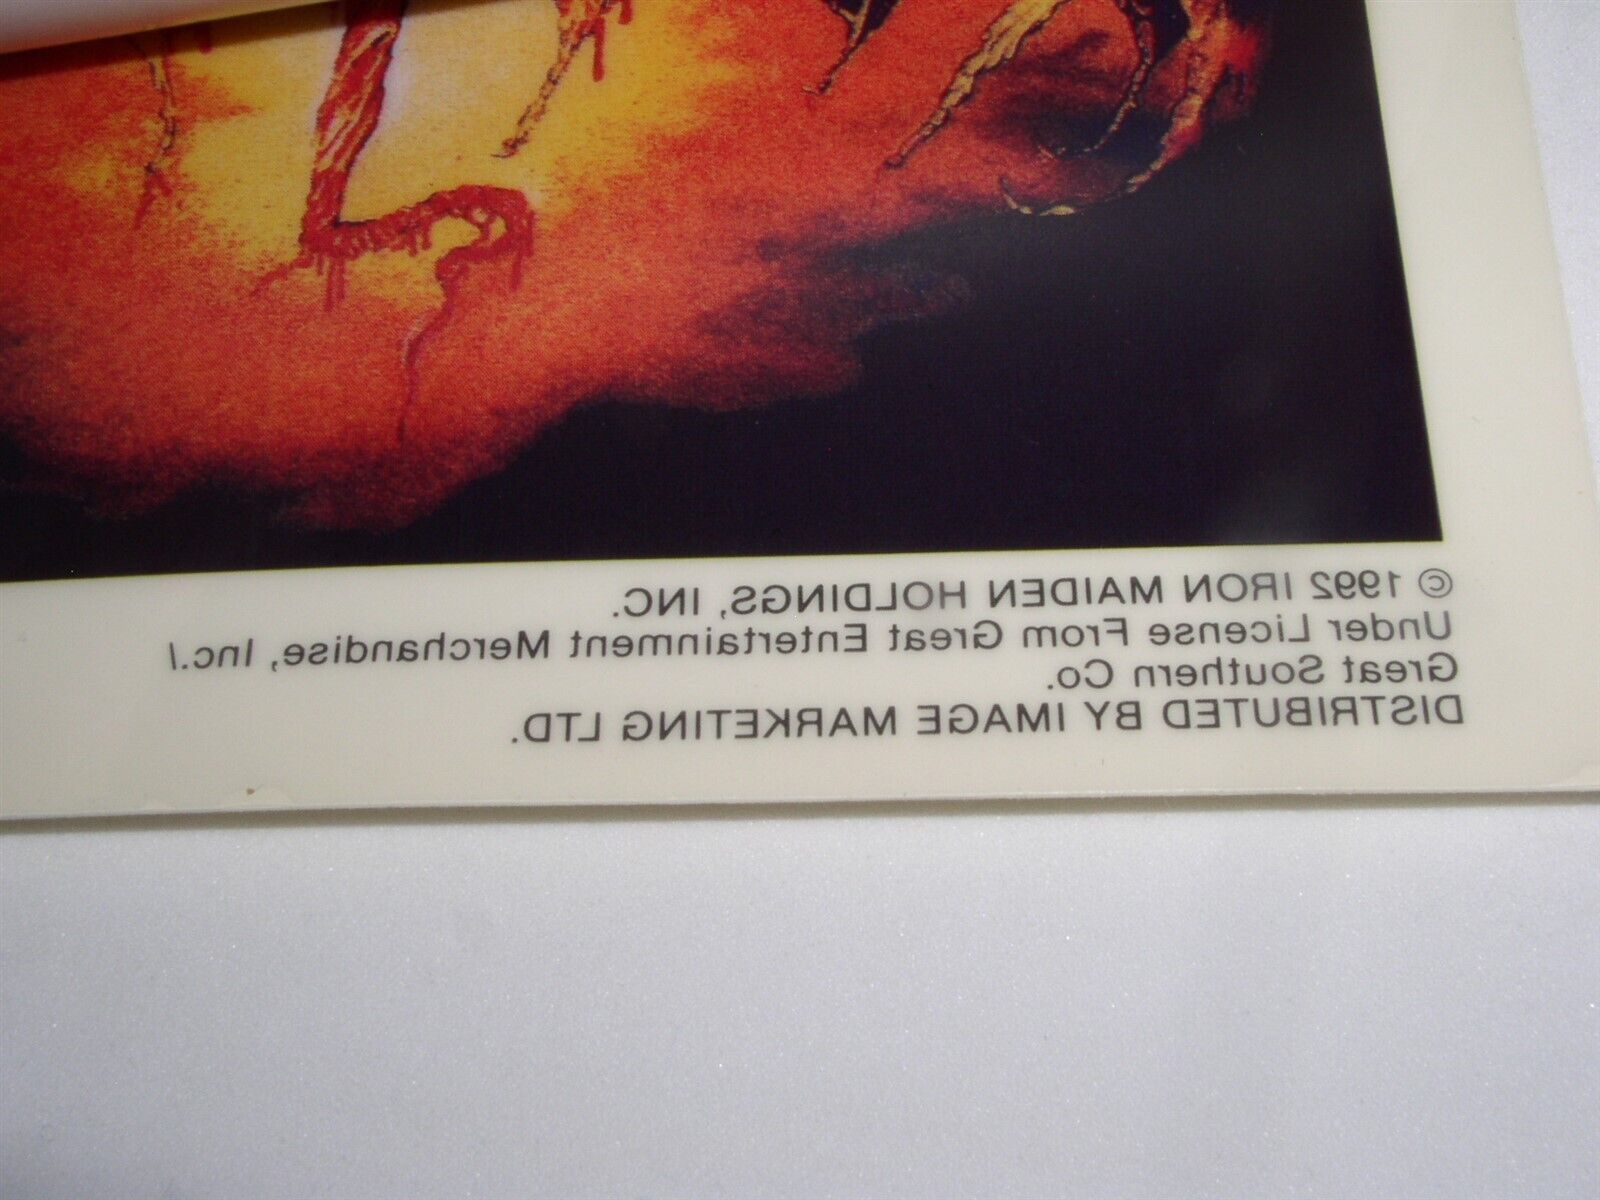 © 1992 IRON MAIDEN HOLDINGS, INC.
Under License From Great Entertainment Merchandise, Inc./
Great Southern Co.
DISTRIBUTED BY IMAGE MARKETING LTD.